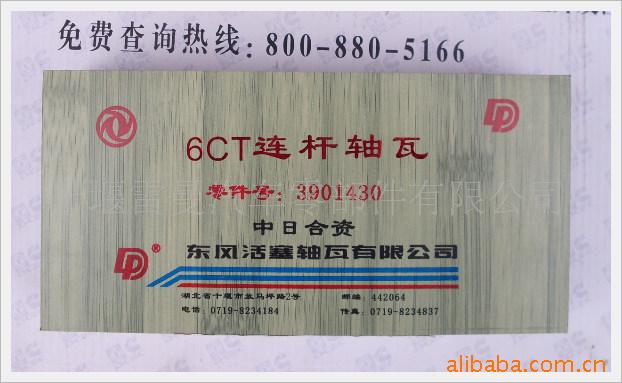 免费查询热线:800-880-5166
6CT连杆轴瓦
零件号: 3901430
中日合资
DP® 东风活塞轴瓦有限公司
湖北省十堰市放马坪路2号 邮编: 442064
电话: 0719-8234184 传真: 0719-8234837
alibaba.com.cn